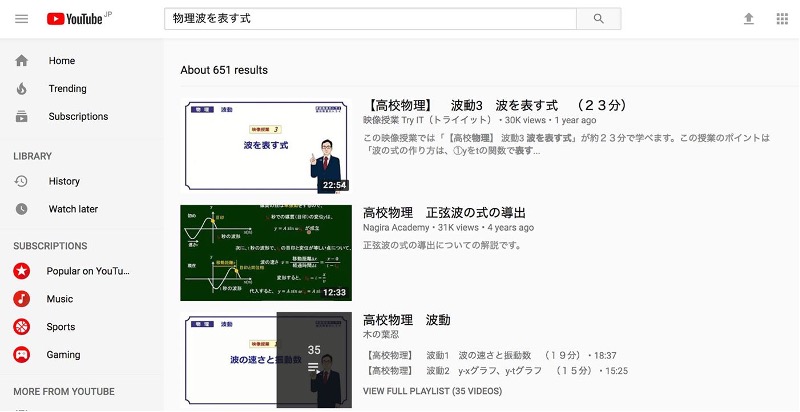 YouTube JP
物理波を表す式
Home
Trending
Subscriptions
LIBRARY
History
Watch later
SUBSCRIPTIONS
Popular on YouTu...
Music
Sports
Gaming
MORE FROM YOUTUBE
About 651 results
物理 波動
映像授業 3
波を表す式
22:54
【高校物理】 波動3 波を表す式 （２３分）
映像授業 Try IT（トライイット）・30K views・1 year ago
この映像授業では「【高校物理】 波動3 波を表す式」が約２３分で学べます。この授業のポイントは
「波の式の作り方は、①yをtの関数で表す...
12:33
高校物理 正弦波の式の導出
Nagira Academy・31K views・4 years ago
正弦波の式の導出についての解説です。
物理 波動
波の速さと振動数
35
高校物理 波動
木の葉忍
【高校物理】 波動1 波の速さと振動数 （１９分）・18:37
【高校物理】 波動2 y-xグラフ、y-tグラフ （１５分）・15:25
VIEW FULL PLAYLIST (35 VIDEOS)